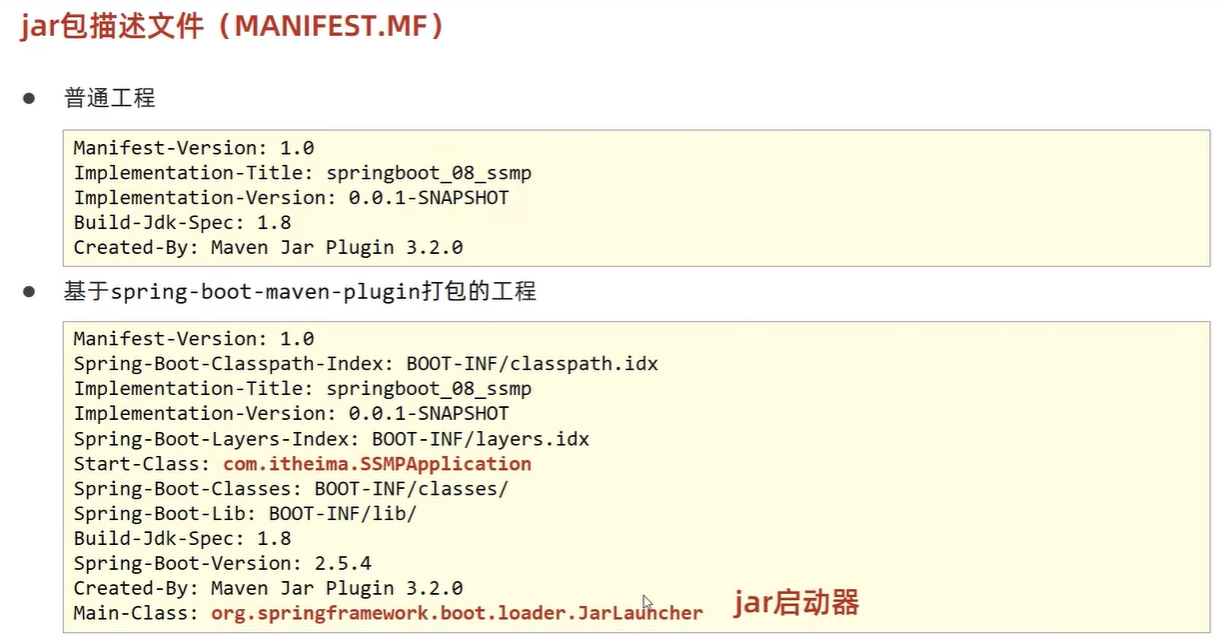 jar包描述文件（MANIFEST.MF）
● 普通工程
Manifest-Version: 1.0
Implementation-Title: springboot_08_ssmp
Implementation-Version: 0.0.1-SNAPSHOT
Build-Jdk-Spec: 1.8
Created-By: Maven Jar Plugin 3.2.0
● 基于spring-boot-maven-plugin打包的工程
Manifest-Version: 1.0
Spring-Boot-Classpath-Index: BOOT-INF/classpath.idx
Implementation-Title: springboot_08_ssmp
Implementation-Version: 0.0.1-SNAPSHOT
Spring-Boot-Layers-Index: BOOT-INF/layers.idx
Start-Class: com.itheima.SSMPApplication
Spring-Boot-Classes: BOOT-INF/classes/
Spring-Boot-Lib: BOOT-INF/lib/
Build-Jdk-Spec: 1.8
Spring-Boot-Version: 2.5.4
Created-By: Maven Jar Plugin 3.2.0
Main-Class: org.springframework.boot.loader.JarLauncher
jar启动器